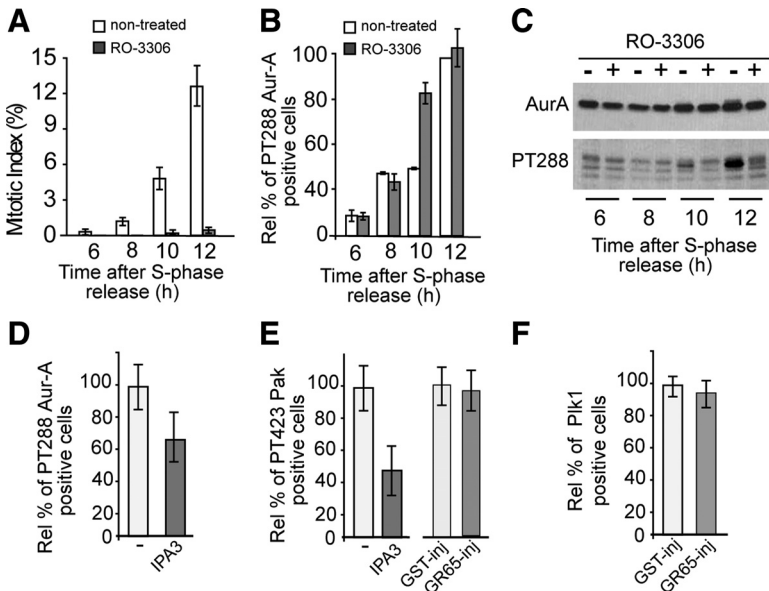 A
non-treated
RO-3306
Mtotic Index (%)
15
12
9
6
3
0
6
8
10
12
Time after S-phase
release (h)
B
non-treated
RO-3306
Rel % of PT288 Aur-A
positive cells
100
80
60
40
0
6
8
10
12
Time after S-phase
release (h)
C
RO-3306
- + - + - + - +
AurA
PT288
6
8
10
12
Time after S-phase
release (h)
D
Rel % of PT288 Aur-A
positive cells
100
80
60
40
20
0
-
IPA3
E
Rel % of PT423 Pak
positive cells
100
80
60
40
20
0
-
IPA3
GST-inj
GR65-inj
F
Rel % of Plk1
positive cells
100
80
60
40
20
0
GST-inj
GR65-inj